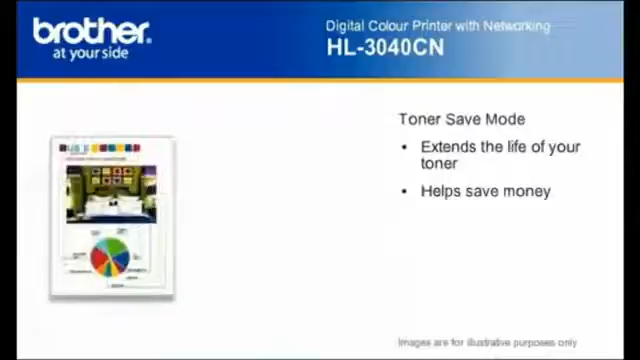 brother
at your side
Digital Colour Printer with Networking
HL-3040CN
Toner Save Mode
• Extends the life of your
toner
• Helps save money
Images are for illustrative purposes only